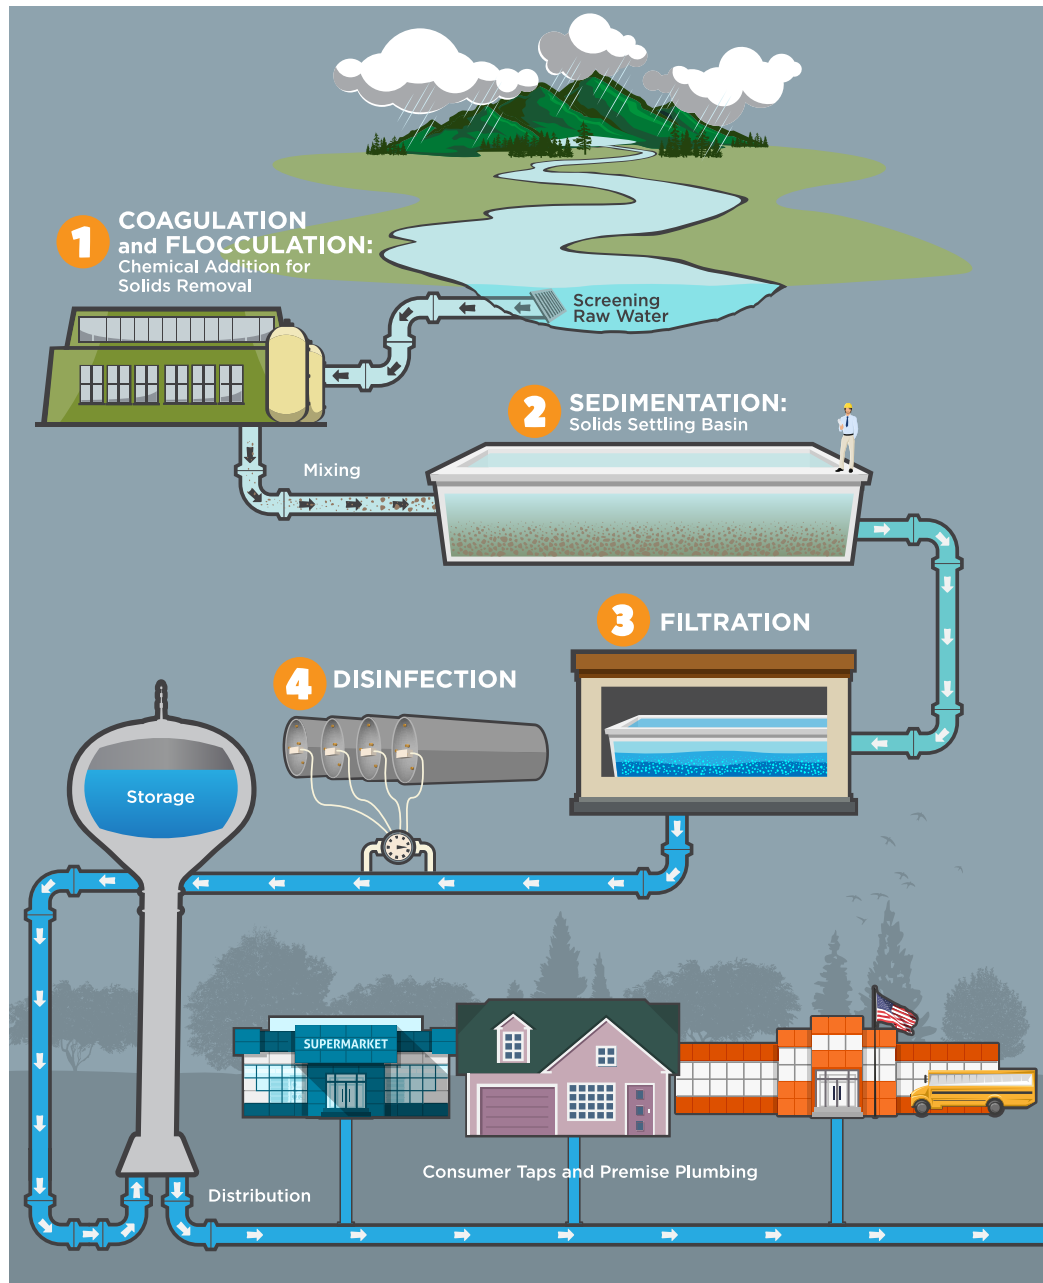 1
COAGULATION
and FLOCCULATION:
Chemical Addition for
Solids Removal
Screening
Raw Water
2
SEDIMENTATION:
Solids Settling Basin
Mixing
3
FILTRATION
4
DISINFECTION
Storage
SUPERMARKET
Consumer Taps and Premise Plumbing
Distribution